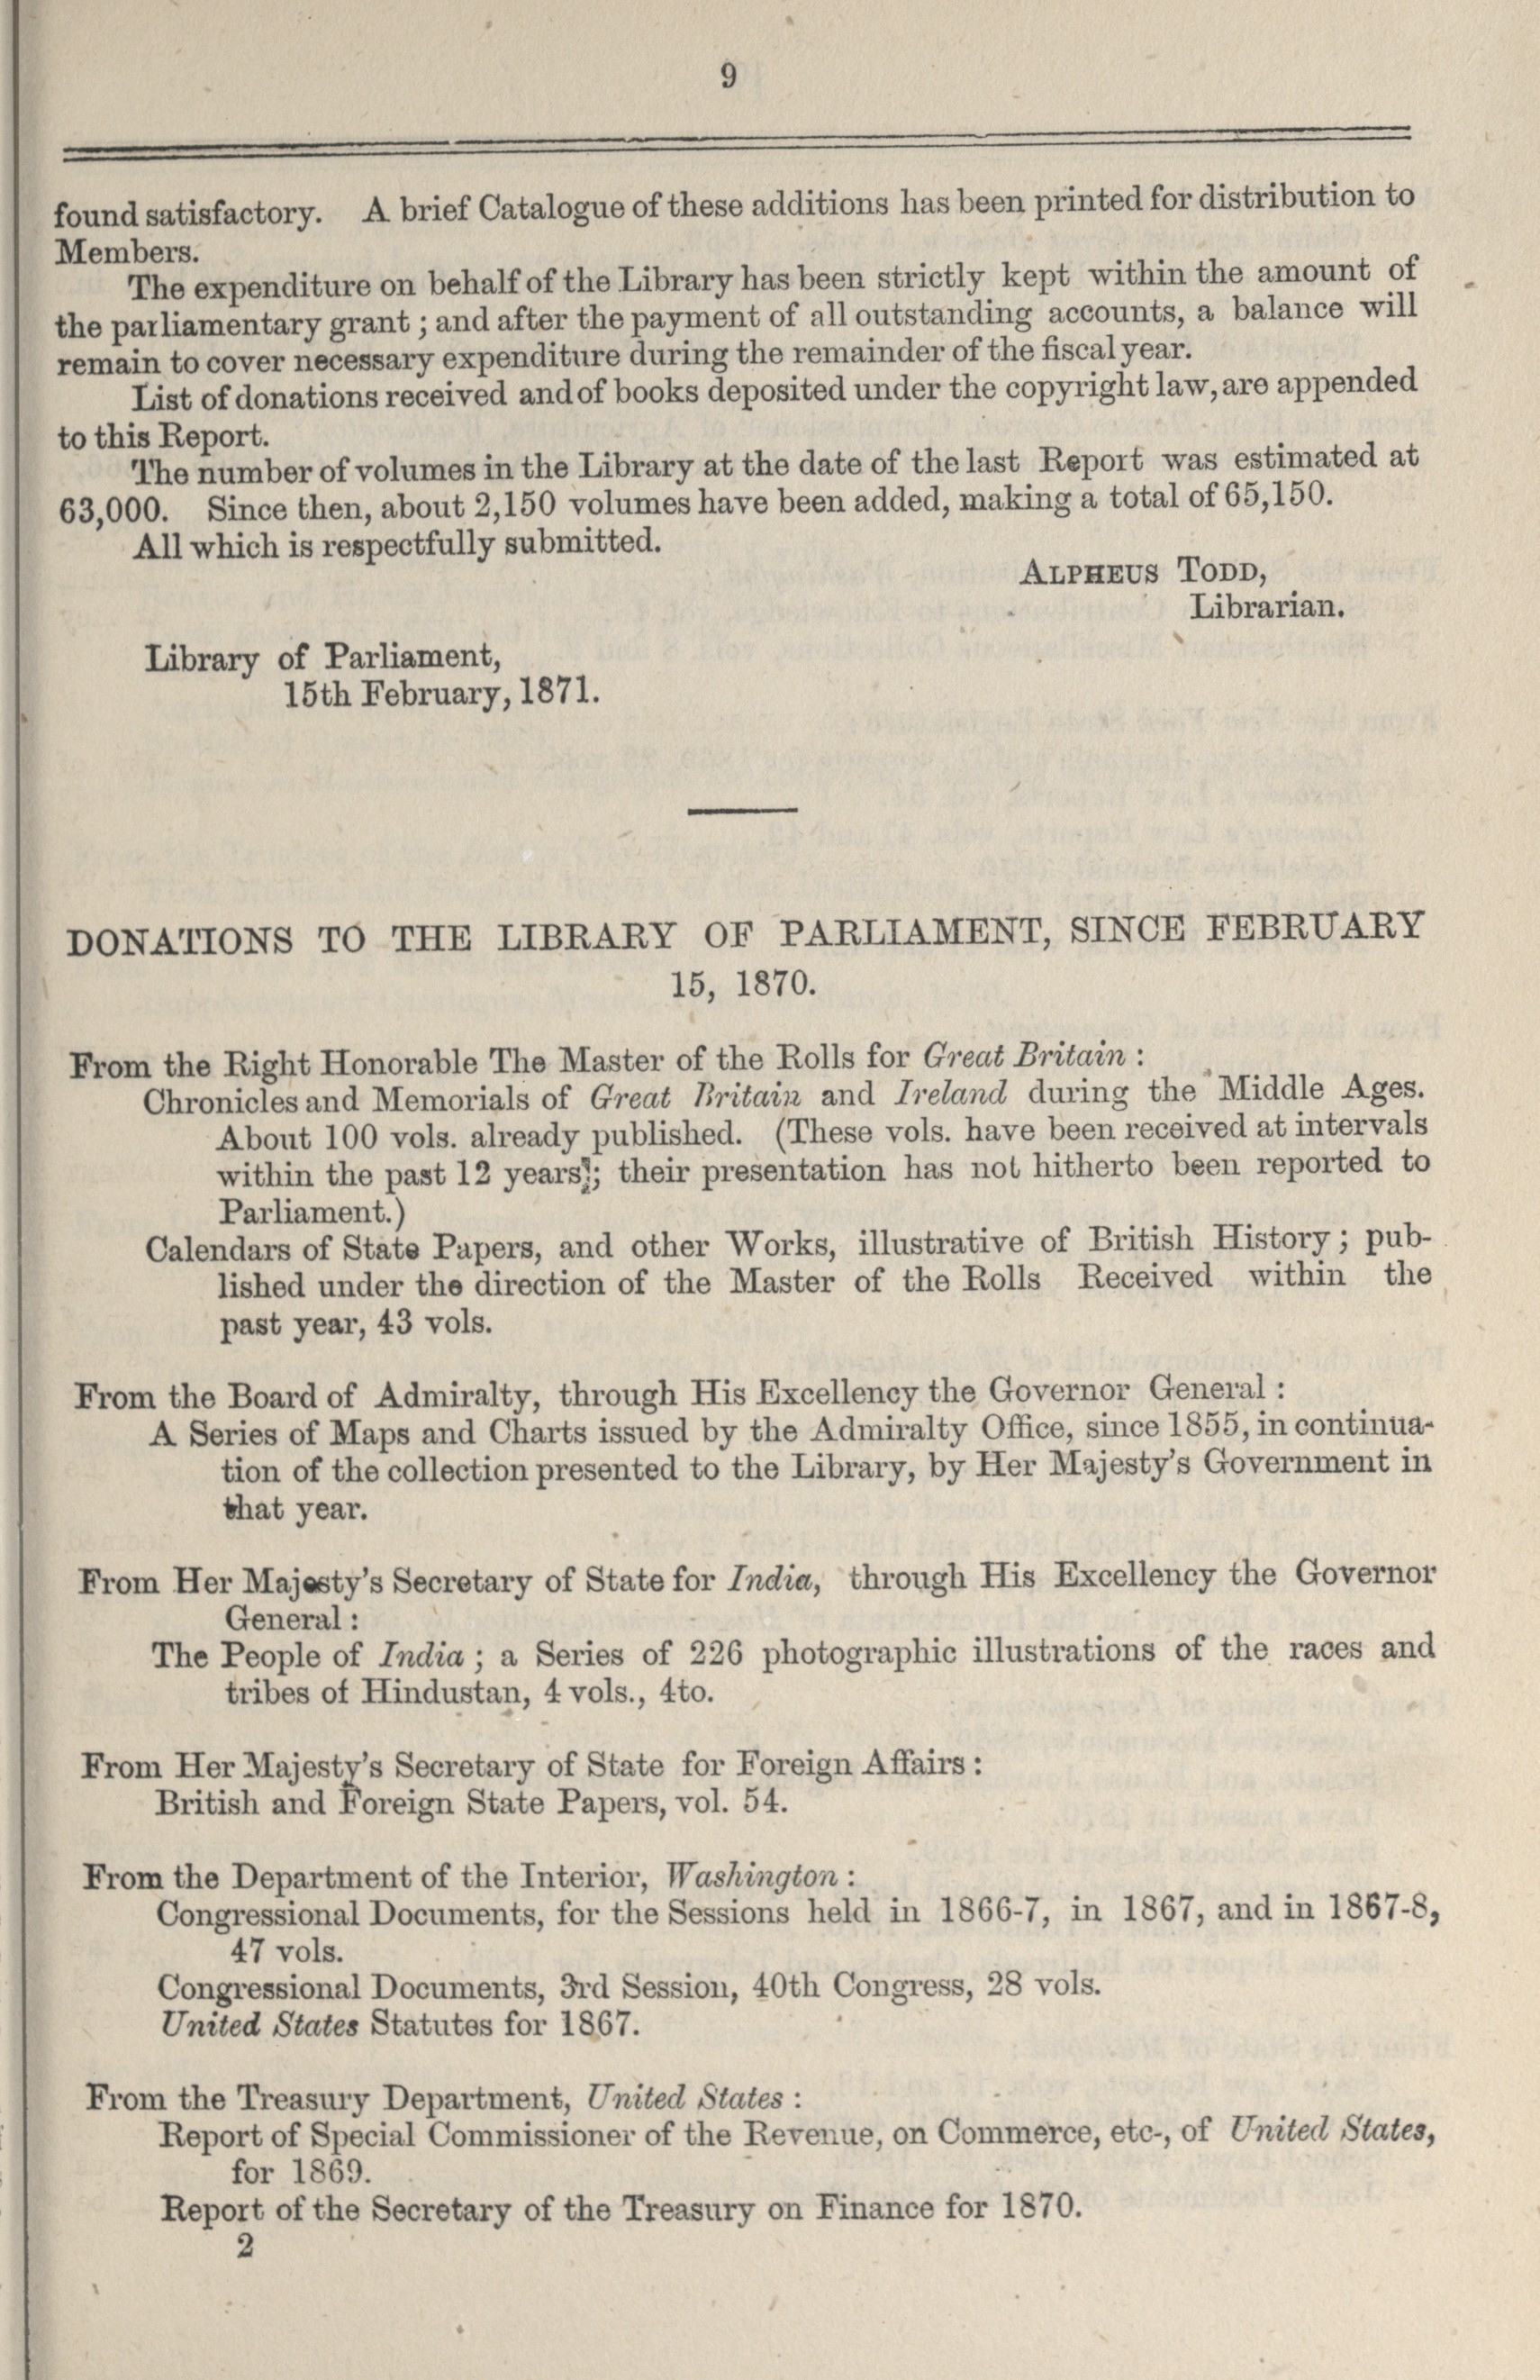 9
found satisfactory. A brief Catalogue of these additions has been printed for distribution to
Members.
The expenditure on behalf of the Library has been strictly kept within the amount of
the parliamentary grant ; and after the payment of all outstanding accounts, a balance will
remain to cover necessary expenditure during the remainder of the fiscal year.
List of donations received and of books deposited under the copyright law, are appended
to this Report.
The number of volumes in the Library at the date of the last Report was estimated at
63,000. Since then, about 2,150 volumes have been added, making a total of 65,150.
All which is respectfully submitted.
ALPHEUS TODD,
Librarian.
Library of Parliament,
15th February, 1871.
DONATIONS TO THE LIBRARY OF PARLIAMENT, SINCE FEBRUARY
15, 1870.
From the Right Honorable The Master of the Rolls for Great Britain :
Chronicles and Memorials of Great Britain and Ireland during the Middle Ages.
About 100 vols. already published. (These vols. have been received at intervals
within the past 12 years]; their presentation has not hitherto been reported to
Parliament.)
Calendars of State Papers, and other Works, illustrative of British History ; pub-
lished under the direction of the Master of the Rolls Received within the
past year, 43 vols.
From the Board of Admiralty, through His Excellency the Governor General :
A Series of Maps and Charts issued by the Admiralty Office, since 1855, in continua-
tion of the collection presented to the Library, by Her Majesty's Government in
that year.
From Her Majesty's Secretary of State for India, through His Excellency the Governor
General :
The People of India ; a Series of 226 photographic illustrations of the races and
tribes of Hindustan, 4 vols., 4to.
From Her Majesty's Secretary of State for Foreign Affairs :
British and Foreign State Papers, vol. 54.
From the Department of the Interior, Washington :
Congressional Documents, for the Sessions held in 1866-7, in 1867, and in 1867-8,
47 vols.
Congressional Documents, 3rd Session, 40th Congress, 28 vols.
United States Statutes for 1867.
From the Treasury Department, United States :
Report of Special Commissioner of the Revenue, on Commerce, etc-, of United States,
for 1869.
Report of the Secretary of the Treasury on Finance for 1870.
2